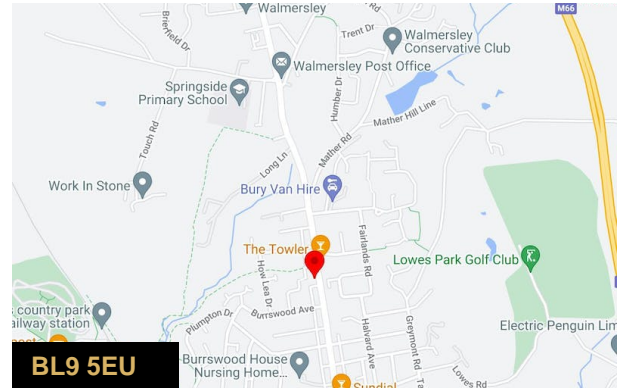 Walmersley
M66
Brierfield Dr
Trent Dr
Walmersley
Conservative Club
Walmersley Post Office
Springside
Primary School
Humber Dr
Mather Hill Line
Touch Rd
Long Ln
Mather Rd
Work In Stone
Bury Van Hire
The Towler
Fairlands Rd
Lowes Park Golf Club
How Lea Dr
country park
railway station
Plumpton Dr
Burrswood Ave
Halvard Ave
Greymont Rd
Electric Penguin Lim
Burrswood House
Nursing Home...
Sundial
Lowes Rd
BL9 5EU